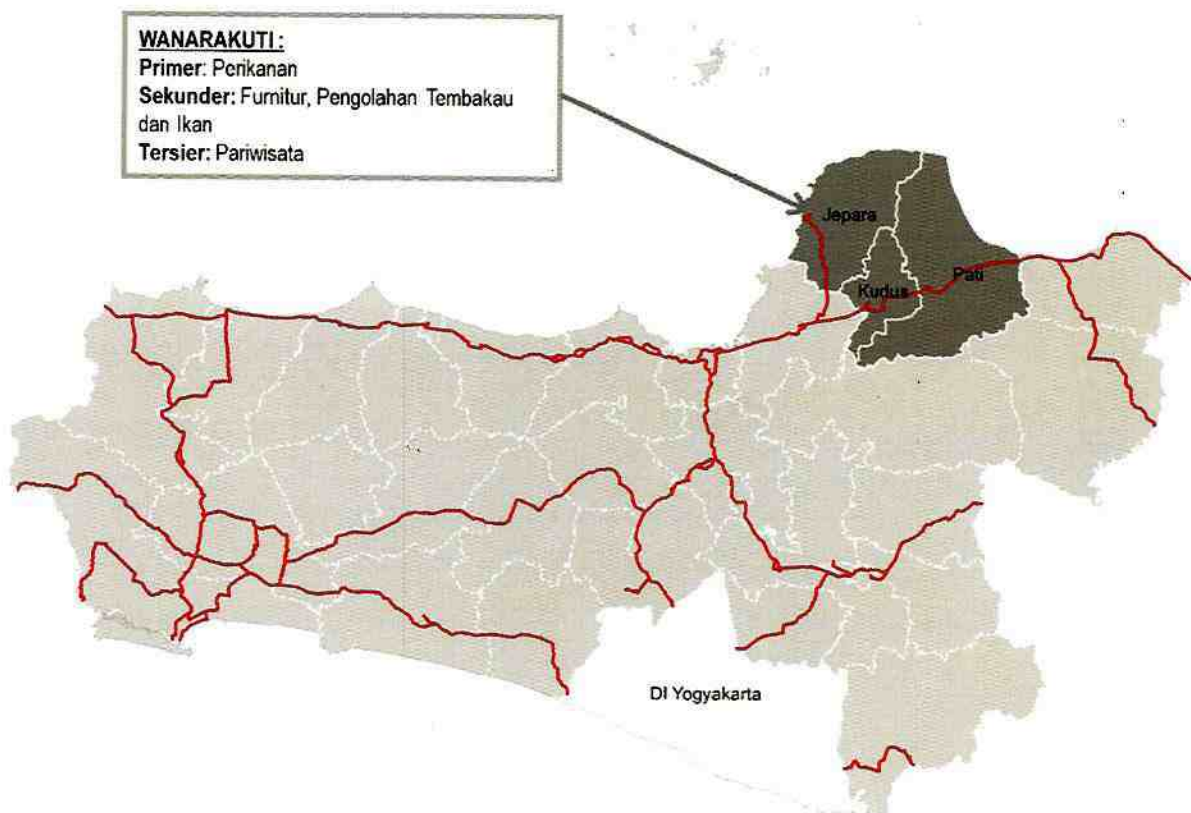 WANARAKUTI:
Primer: Perikanan
Sekunder: Furnitur, Pengolahan Tembakau
dan Ikan
Tersier: Pariwisata
Jepara
Pati
Kudus
DI Yogyakarta